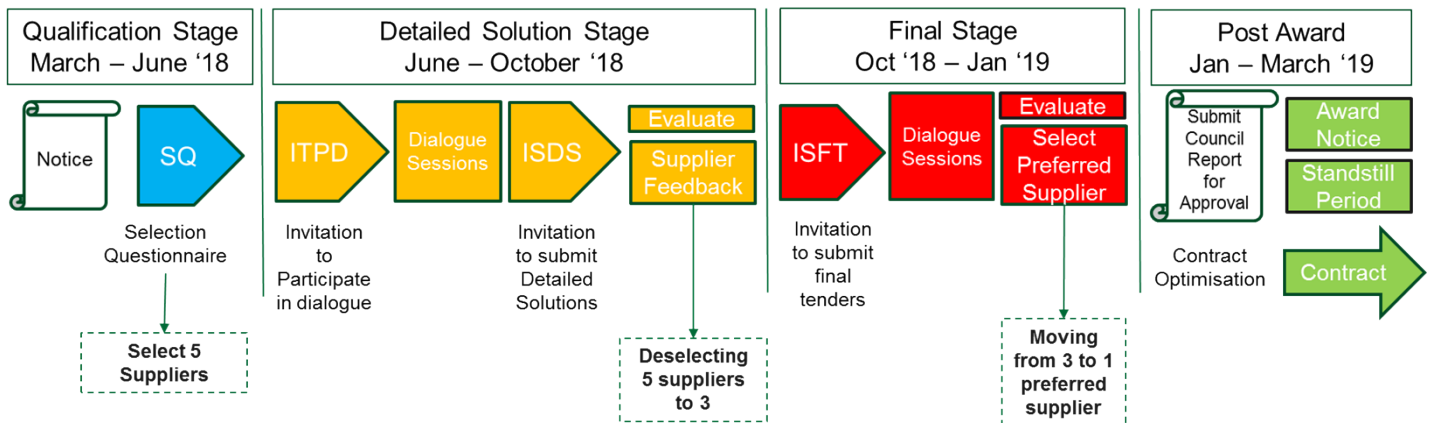 Qualification Stage
March – June ‘18
Notice
SQ
Selection
Questionnaire
Select 5
Suppliers
Detailed Solution Stage
June – October ‘18
ITPD
Invitation
to
Participate
in dialogue
Dialogue
Sessions
ISDS
Invitation
to submit
Detailed
Solutions
Evaluate
Supplier
Feedback
Deselecting
5 suppliers
to 3
Final Stage
Oct ‘18 – Jan ‘19
ISFT
Invitation
to submit
final
tenders
Dialogue
Sessions
Evaluate
Select
Preferred
Supplier
Moving
from 3 to 1
preferred
supplier
Post Award
Jan – March ‘19
Submit
Council
Report
for
Approval
Award
Notice
Standstill
Period
Contract
Optimisation
Contract